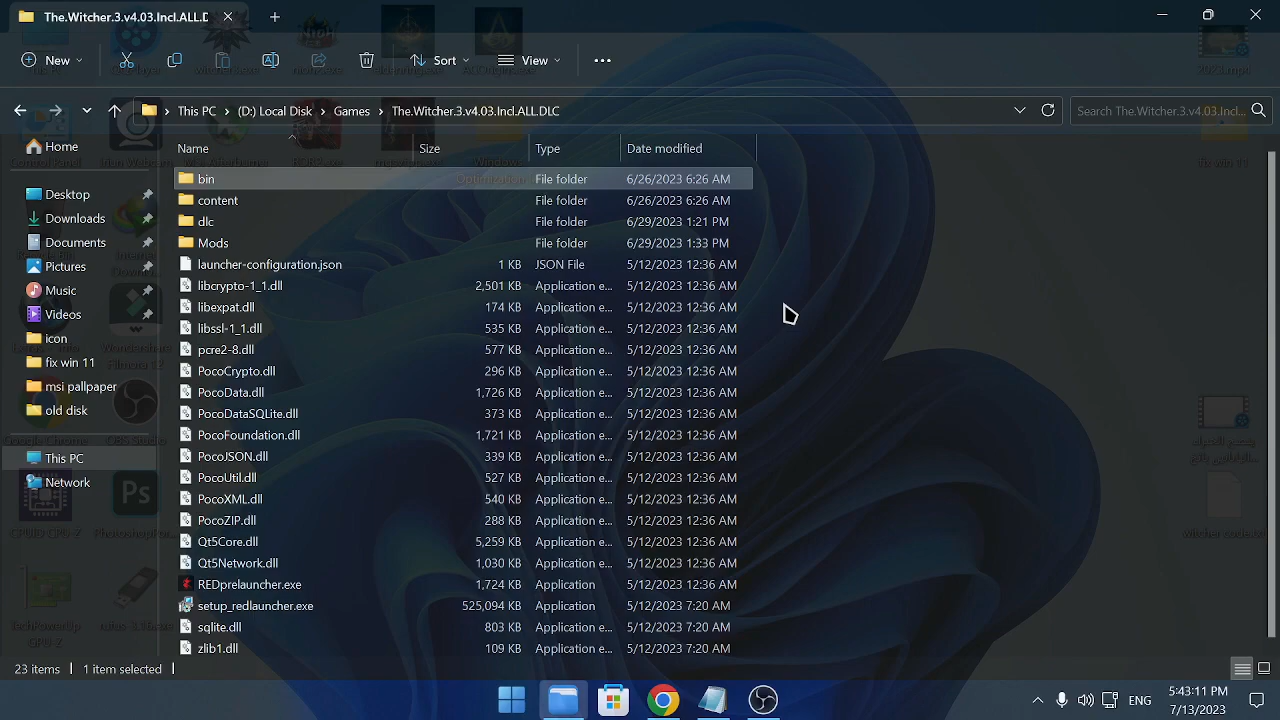 The.Witcher.3.v4.03.Incl.ALL.D
New
Sort
View
This PC > (D:) Local Disk > Games > The.Witcher.3.v4.03.Incl.ALL.DLC
Search The.Witcher.3.v4.03.Incl...
Home
Desktop
Downloads
Documents
Pictures
Music
Videos
icon
fix win 11
msi pallpaper
old disk
This PC
Network
Name Size Type Date modified
bin File folder 6/26/2023 6:26 AM
content File folder 6/26/2023 6:26 AM
dlc File folder 6/29/2023 1:21 PM
Mods File folder 6/29/2023 1:33 PM
launcher-configuration.json 1 KB JSON File 5/12/2023 12:36 AM
libcrypto-1_1.dll 2,501 KB Application e... 5/12/2023 12:36 AM
libexpat.dll 174 KB Application e... 5/12/2023 12:36 AM
libssl-1_1.dll 535 KB Application e... 5/12/2023 12:36 AM
pcre2-8.dll 577 KB Application e... 5/12/2023 12:36 AM
PocoCrypto.dll 296 KB Application e... 5/12/2023 12:36 AM
PocoData.dll 1,726 KB Application e... 5/12/2023 12:36 AM
PocoDataSQLite.dll 373 KB Application e... 5/12/2023 12:36 AM
PocoFoundation.dll 1,721 KB Application e... 5/12/2023 12:36 AM
PocoJSON.dll 339 KB Application e... 5/12/2023 12:36 AM
PocoUtil.dll 527 KB Application e... 5/12/2023 12:36 AM
PocoXML.dll 540 KB Application e... 5/12/2023 12:36 AM
PocoZIP.dll 288 KB Application e... 5/12/2023 12:36 AM
Qt5Core.dll 5,259 KB Application e... 5/12/2023 12:36 AM
Qt5Network.dll 1,030 KB Application e... 5/12/2023 12:36 AM
REDprelauncher.exe 1,724 KB Application 5/12/2023 12:36 AM
setup_redlauncher.exe 525,094 KB Application 5/12/2023 7:20 AM
sqlite.dll 803 KB Application e... 5/12/2023 7:20 AM
zlib1.dll 109 KB Application e... 5/12/2023 7:20 AM
Google Chrome
OBS Studio
Ps
CPUID CPU-Z
TechPowerUp
GPU-Z
fix win 11
23 items 1 item selected
ENG
5:43:11 PM
7/13/2023